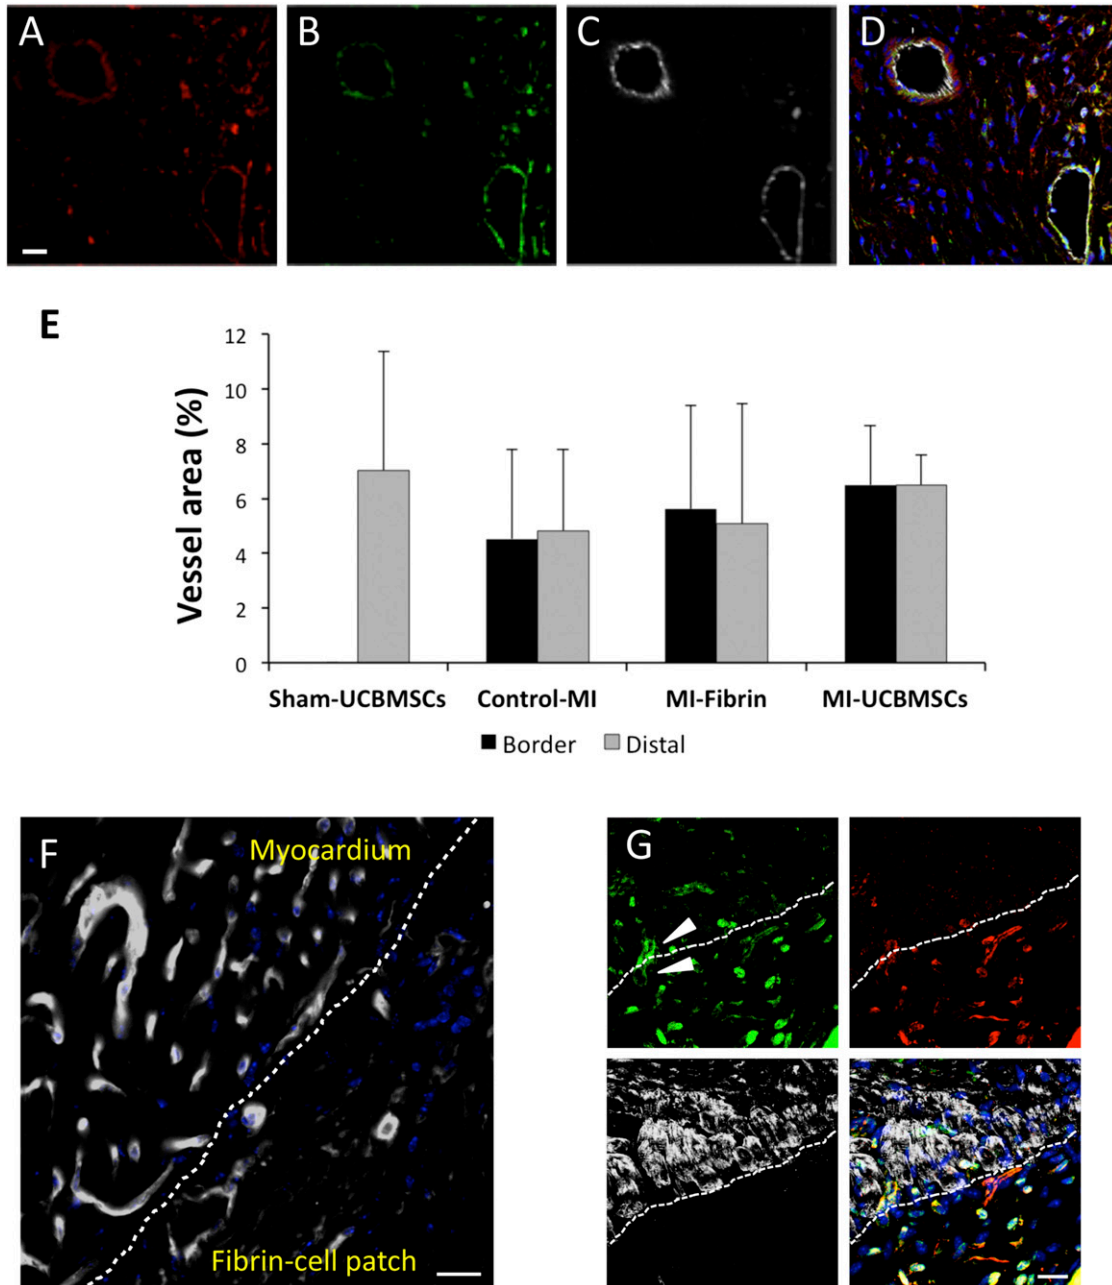 A B C D
E
Vessel area (%)
12
10
8
6
4
2
0
Sham-UCBMSCs Control-MI MI-Fibrin MI-UCBMSCs
Border Distal
F
Myocardium
Fibrin-cell patch
G